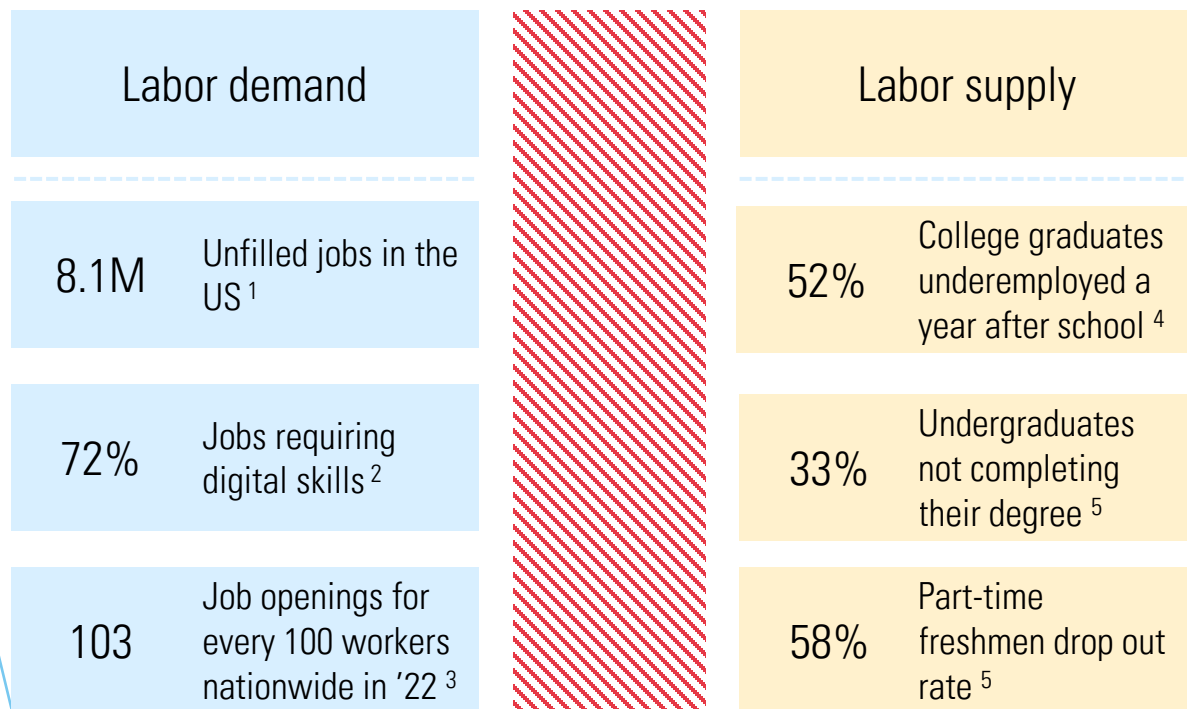 Labor demand
8.1M
Unfilled jobs in the
US 1
72%
Jobs requiring
digital skills 2
103
Job openings for
every 100 workers
nationwide in ’22 3
Labor supply
52%
College graduates
underemployed a
year after school 4
33%
Undergraduates
not completing
their degree 5
58%
Part-time
freshmen drop out
rate 5